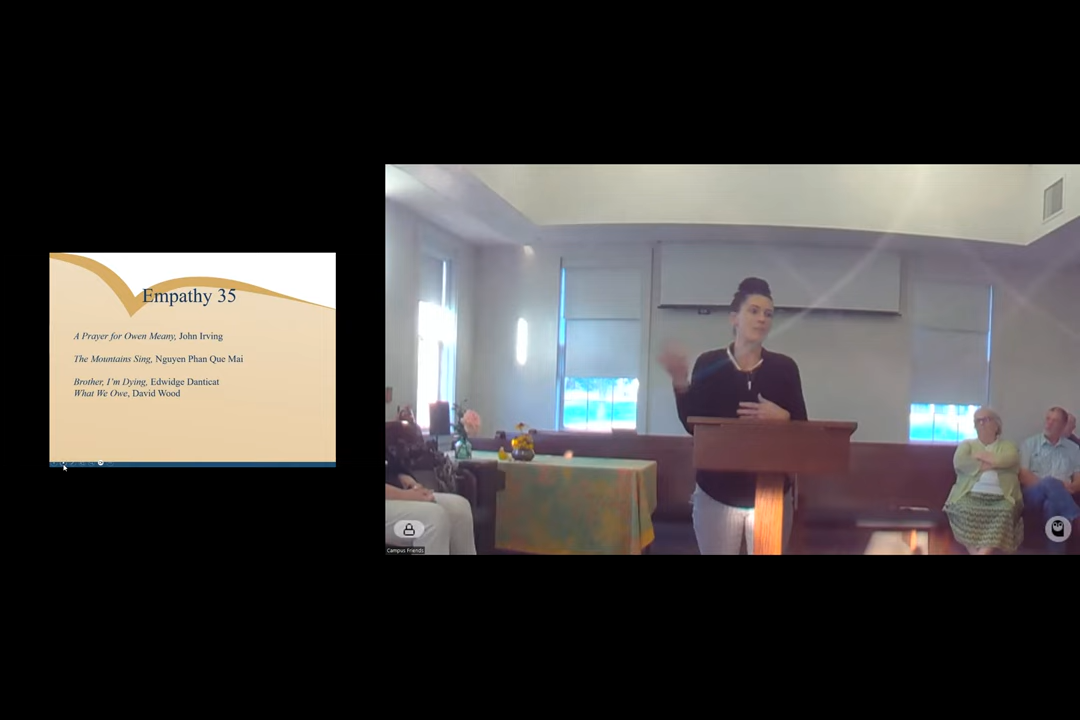 Empathy 35
A Prayer for Owen Meany, John Irving
The Mountains Sing, Nguyen Phan Que Mai
Brother, I'm Dying, Edwidge Danticat
What We Owe, David Wood
Campus Friends